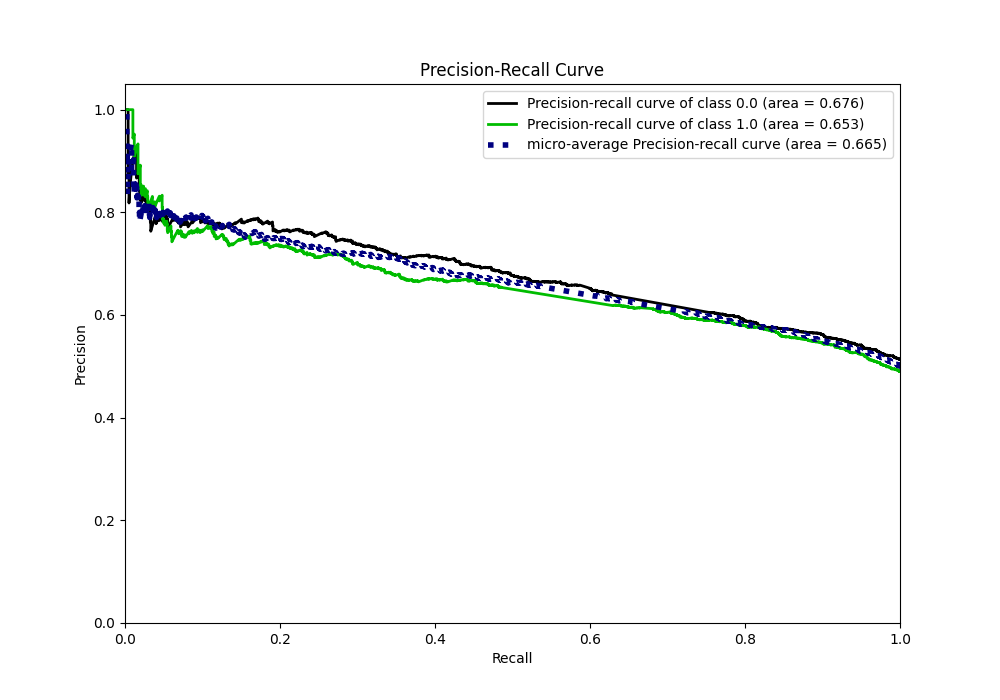 Precision-Recall Curve
Precision-recall curve of class 0.0 (area = 0.676)
Precision-recall curve of class 1.0 (area = 0.653)
micro-average Precision-recall curve (area = 0.665)
1.0
0.8
0.6
0.4
0.2
0.0
Precision
0.0 0.2 0.4 0.6 0.8 1.0
Recall